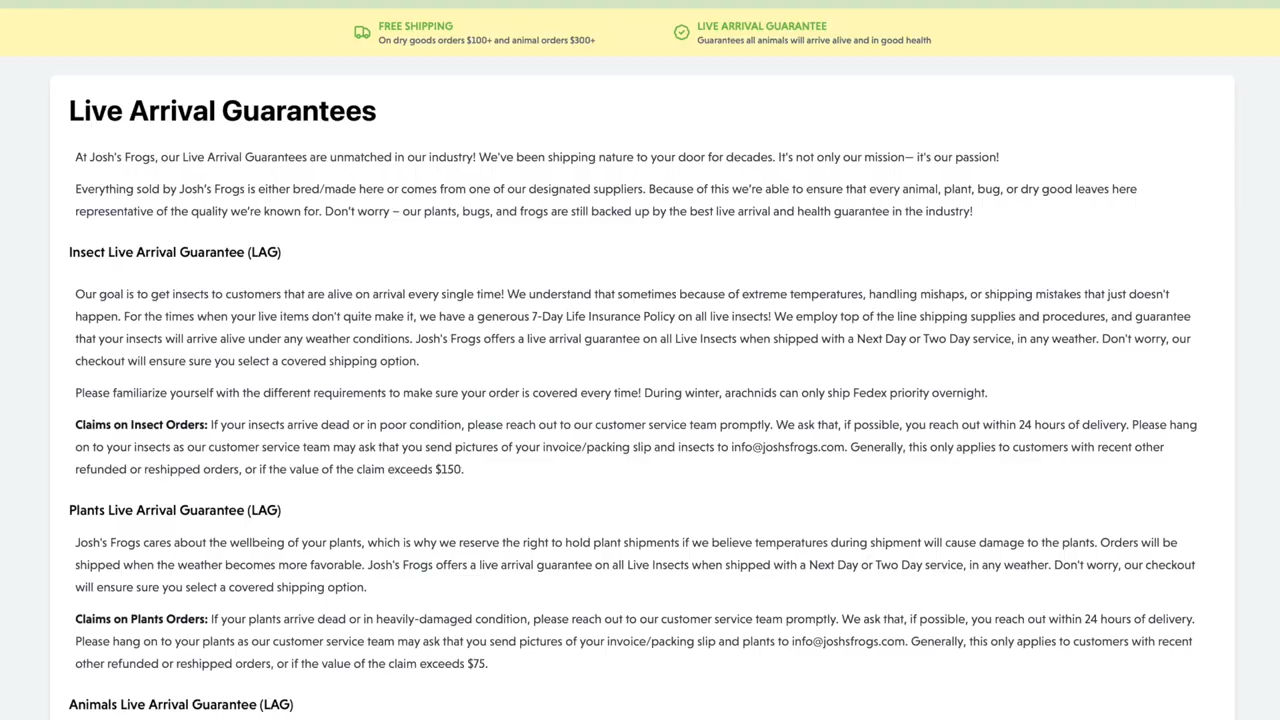 FREE SHIPPING
On dry goods orders $100+ and animal orders $300+
LIVE ARRIVAL GUARANTEE
Guarantees all animals will arrive alive and in good health
Live Arrival Guarantees
At Josh's Frogs, our Live Arrival Guarantees are unmatched in our industry! We've been shipping nature to your door for decades. It's not only our mission— it's our passion!
Everything sold by Josh's Frogs is either bred/made here or comes from one of our designated suppliers. Because of this we're able to ensure that every animal, plant, bug, or dry good leaves here
representative of the quality we're known for. Don't worry – our plants, bugs, and frogs are still backed up by the best live arrival and health guarantee in the industry!
Insect Live Arrival Guarantee (LAG)
Our goal is to get insects to customers that are alive on arrival every single time! We understand that sometimes because of extreme temperatures, handling mishaps, or shipping mistakes that just doesn't
happen. For the times when your live items don't quite make it, we have a generous 7-Day Life Insurance Policy on all live insects! We employ top of the line shipping supplies and procedures, and guarantee
that your insects will arrive alive under any weather conditions. Josh's Frogs offers a live arrival guarantee on all Live Insects when shipped with a Next Day or Two Day service, in any weather. Don't worry, our
checkout will ensure sure you select a covered shipping option.
Please familiarize yourself with the different requirements to make sure your order is covered every time! During winter, arachnids can only ship Fedex priority overnight.
Claims on Insect Orders: If your insects arrive dead or in poor condition, please reach out to our customer service team promptly. We ask that, if possible, you reach out within 24 hours of delivery. Please hang
on to your insects as our customer service team may ask that you send pictures of your invoice/packing slip and insects to info@joshsfrogs.com. Generally, this only applies to customers with recent other
refunded or reshipped orders, or if the value of the claim exceeds $150.
Plants Live Arrival Guarantee (LAG)
Josh's Frogs cares about the wellbeing of your plants, which is why we reserve the right to hold plant shipments if we believe temperatures during shipment will cause damage to the plants. Orders will be
shipped when the weather becomes more favorable. Josh's Frogs offers a live arrival guarantee on all Live Insects when shipped with a Next Day or Two Day service, in any weather. Don't worry, our checkout
will ensure sure you select a covered shipping option.
Claims on Plants Orders: If your plants arrive dead or in heavily-damaged condition, please reach out to our customer service team promptly. We ask that, if possible, you reach out within 24 hours of delivery.
Please hang on to your plants as our customer service team may ask that you send pictures of your invoice/packing slip and plants to info@joshsfrogs.com. Generally, this only applies to customers with recent
other refunded or reshipped orders, or if the value of the claim exceeds $75.
Animals Live Arrival Guarantee (LAG)